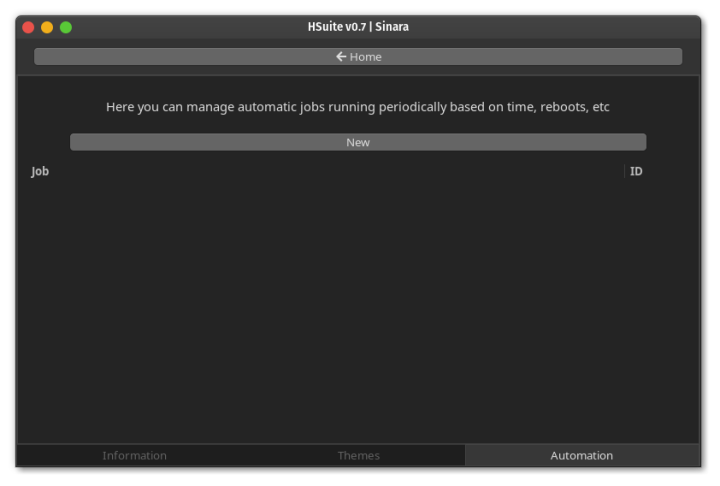 HSuite v0.7 | Sinara
← Home
Here you can manage automatic jobs running periodically based on time, reboots, etc
New
Job ID
Information Themes Automation